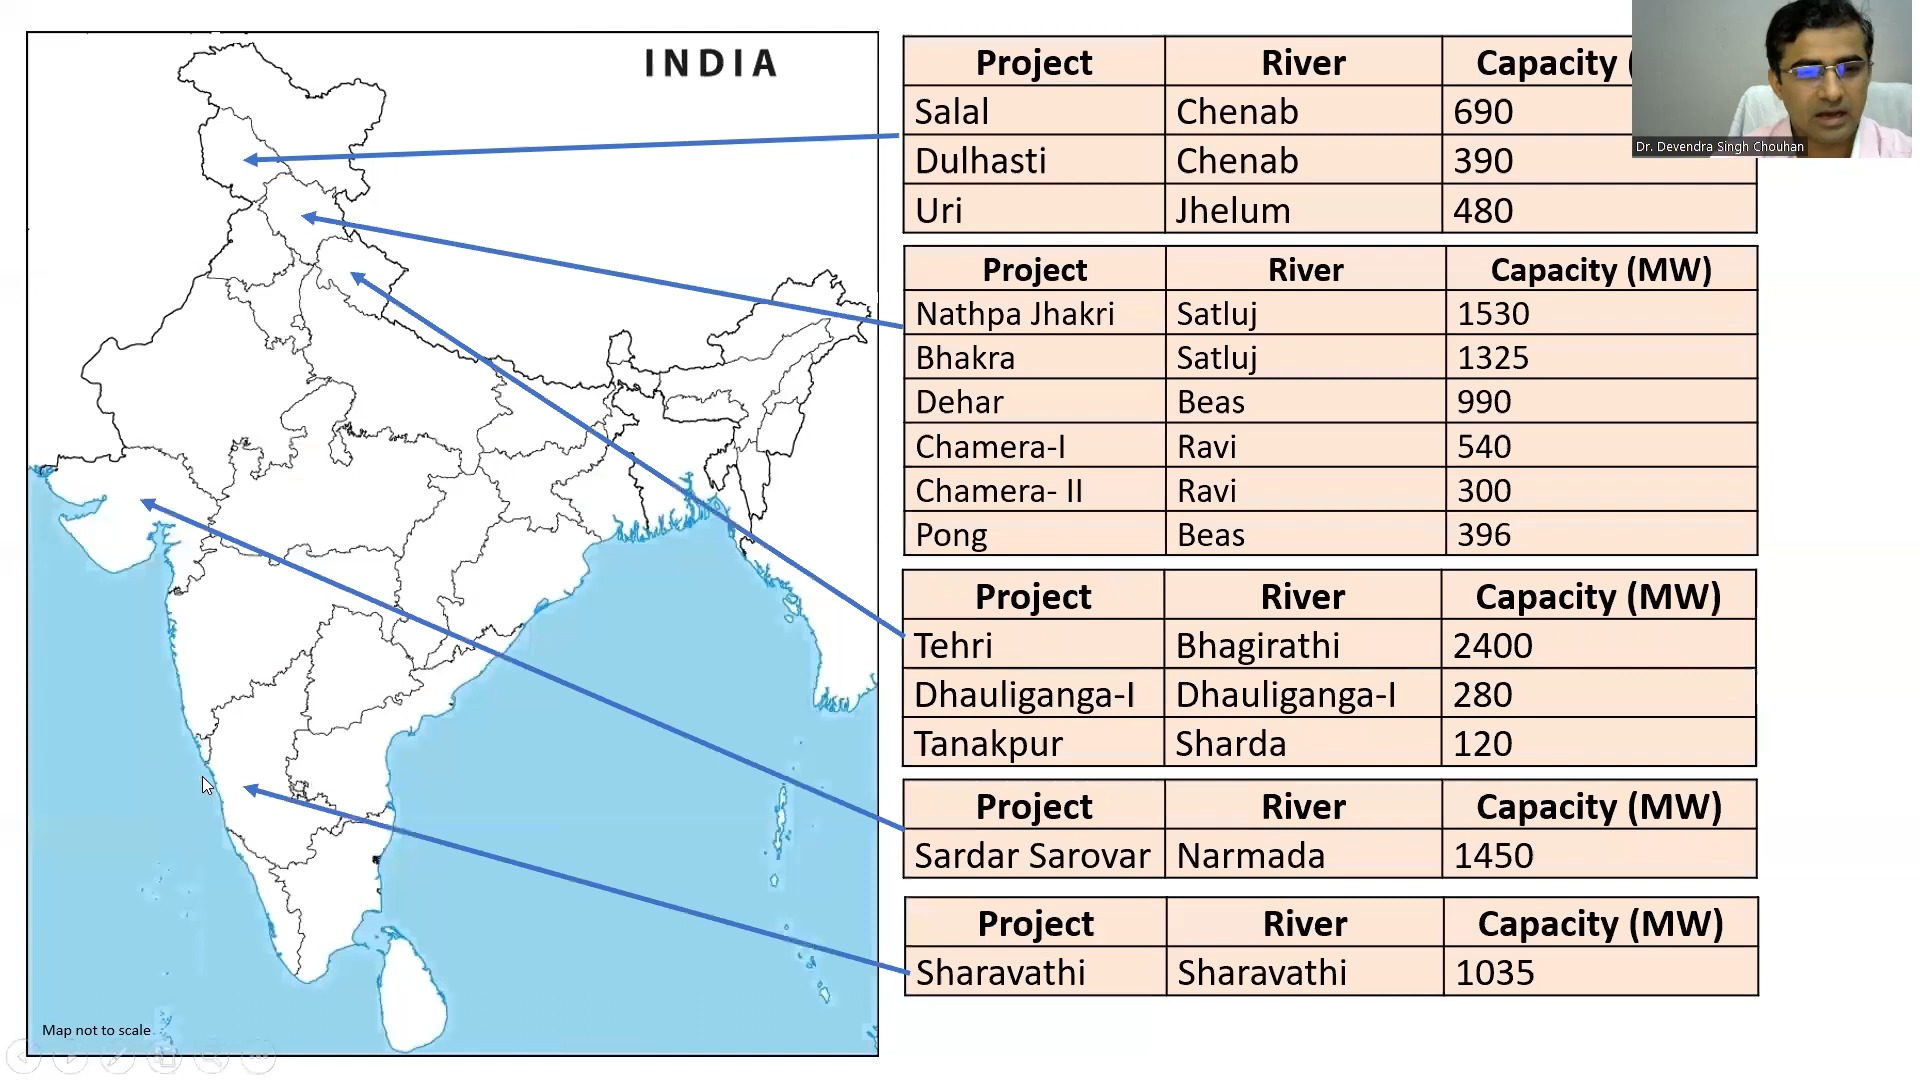 INDIA
Project River Capacity (
Salal Chenab 690
Dulhasti Chenab 390
Uri Jhelum 480
Dr. Devendra Singh Chouhan
Project River Capacity (MW)
Nathpa Jhakri Satluj 1530
Bhakra Satluj 1325
Dehar Beas 990
Chamera-I Ravi 540
Chamera- II Ravi 300
Pong Beas 396
Project River Capacity (MW)
Tehri Bhagirathi 2400
Dhauliganga-I Dhauliganga-I 280
Tanakpur Sharda 120
Project River Capacity (MW)
Sardar Sarovar Narmada 1450
Project River Capacity (MW)
Sharavathi Sharavathi 1035
Map not to scale